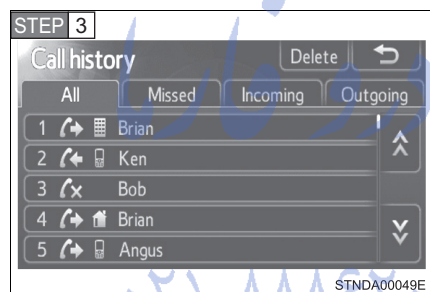 STEP 3
Call history Delete
All Missed Incoming Outgoing
1 Brian
2 Ken
3 Bob
4 Brian
5 Angus
STNDA00049E